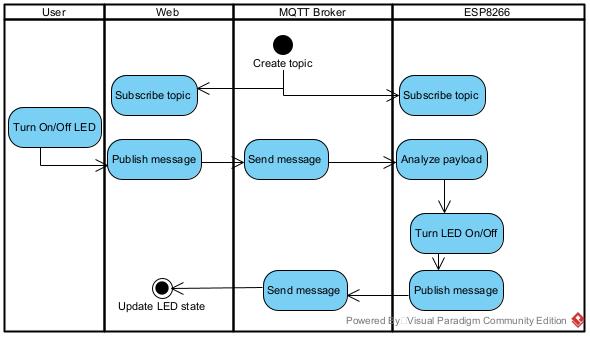 User
Web
MQTT Broker
ESP8266
Create topic
Subscribe topic
Subscribe topic
Turn On/Off LED
Publish message
Send message
Analyze payload
Turn LED On/Off
Send message
Publish message
Update LED state
Powered By Visual Paradigm Community Edition